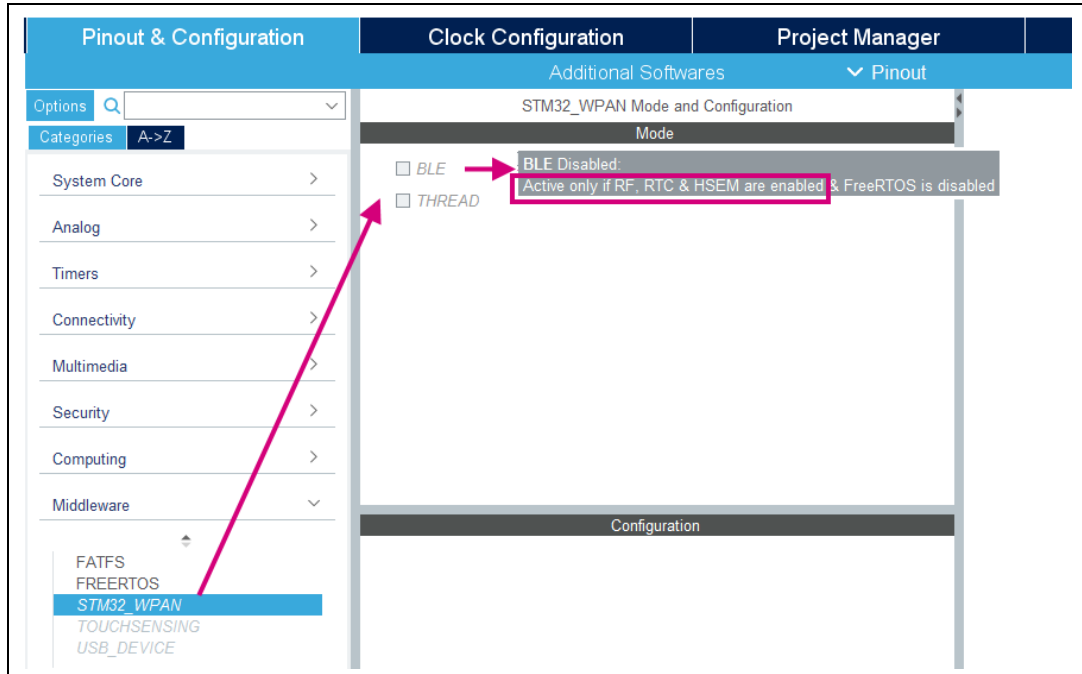 Pinout & Configuration
Clock Configuration
Project Manager
Additional Softwares
Pinout
Options
Categories
A->Z
System Core
Analog
Timers
Connectivity
Multimedia
Security
Computing
Middleware
FATFS
FREERTOS
STM32_WPAN
TOUCHSENSING
USB_DEVICE
STM32_WPAN Mode and Configuration
Mode
BLE
BLE Disabled:
Active only if RF, RTC & HSEM are enabled & FreeRTOS is disabled
THREAD
Configuration